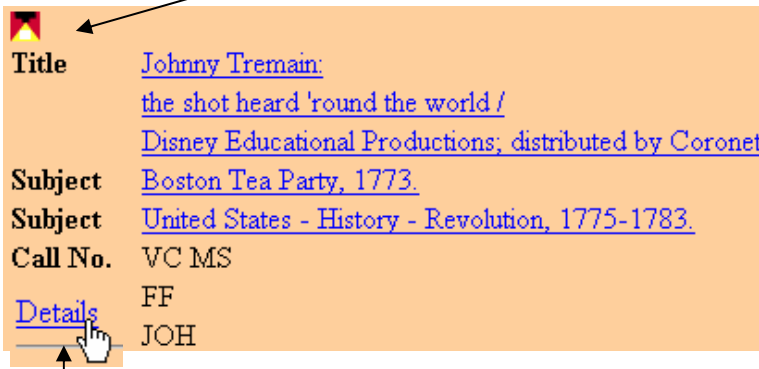 Title Johnny Tremain:
the shot heard 'round the world /
Disney Educational Productions; distributed by Coronet
Subject Boston Tea Party, 1773.
Subject United States - History - Revolution, 1775-1783.
Call No. VC MS
FF
Details
JOH